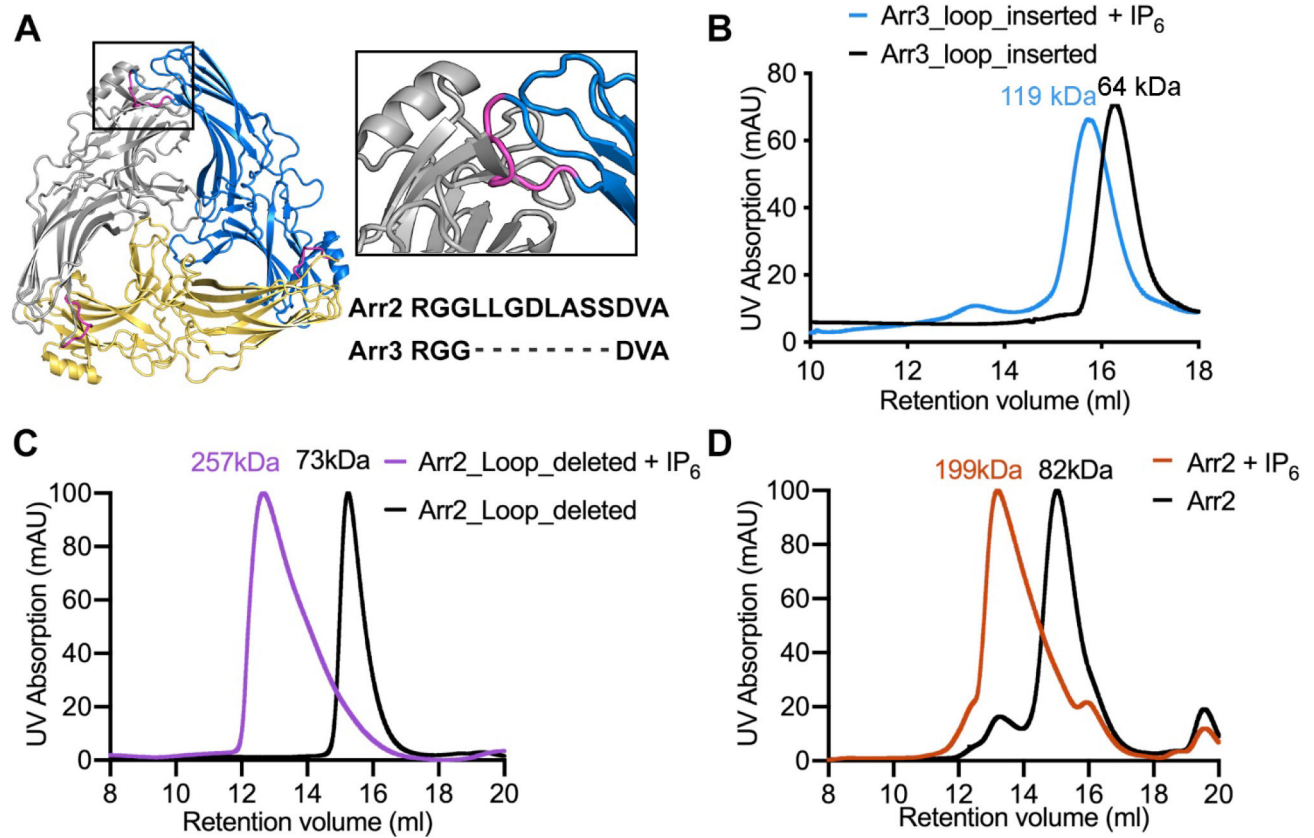 A
Arr2 RGGLLGDLASSDVA
Arr3 RGG--------DVA
B
Arr3_loop_inserted + IP6
Arr3_loop_inserted
119 kDa 64 kDa
UV Absorption (mAU)
80
60
40
20
0
10 12 14 16 18
Retention volume (ml)
C
257kDa 73kDa
Arr2_Loop_deleted + IP6
Arr2_Loop_deleted
UV Absorption (mAU)
100
80
60
40
20
0
8 10 12 14 16 18 20
Retention volume (ml)
D
199kDa 82kDa
Arr2 + IP6
Arr2
UV Absorption (mAU)
100
80
60
40
20
0
8 10 12 14 16 18 20
Retention volume (ml)